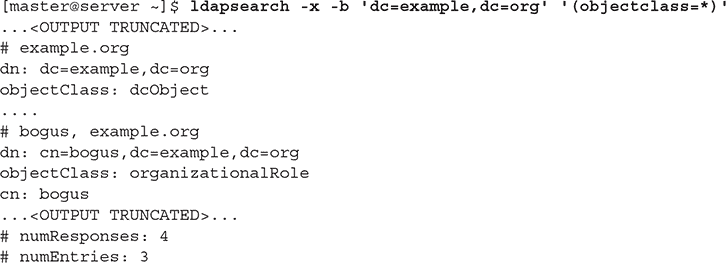 [master@server ~]$ ldapsearch -x -b 'dc=example,dc=org' '(objectclass=*)'
...<OUTPUT TRUNCATED>...
# example.org
dn: dc=example,dc=org
objectClass: dcObject
....
# bogus, example.org
dn: cn=bogus,dc=example,dc=org
objectClass: organizationalRole
cn: bogus
...<OUTPUT TRUNCATED>...
# numResponses: 4
# numEntries: 3